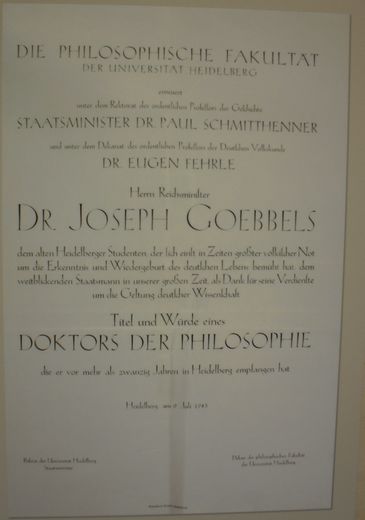 DIE PHILOSOPHISCHE FAKULTÄT
DER UNIVERSITÄT HEIDELBERG
erneuert
unter dem Rektorat des ordentlichen Professors der Geschichte
STAATSMINISTER DR. PAUL SCHMITTHENNER
und unter dem Dekanat des ordentlichen Professors der Deutschen Volkskunde
DR. EUGEN FEHRLE
Herrn Reichsminister
DR. JOSEPH GOEBBELS
dem alten Heidelberger Studenten, der sich einst in Zeiten größter völkischer Not
um die Erkenntnis und Wiedergeburt des deutschen Lebens bemüht hat, dem
weitblickenden Staatsmann in unserer großen Zeit, als Dank für seine Verdienste
um die Geltung deutscher Wissenschaft
Titel und Würde eines
DOKTORS DER PHILOSOPHIE
die er vor mehr als zwanzig Jahren in Heidelberg empfangen hat
Heidelberg, am 9. Juli 1943
Rektor der Universität Heidelberg
Staatsminister
Dekan der philosophischen Fakultät
der Universität Heidelberg